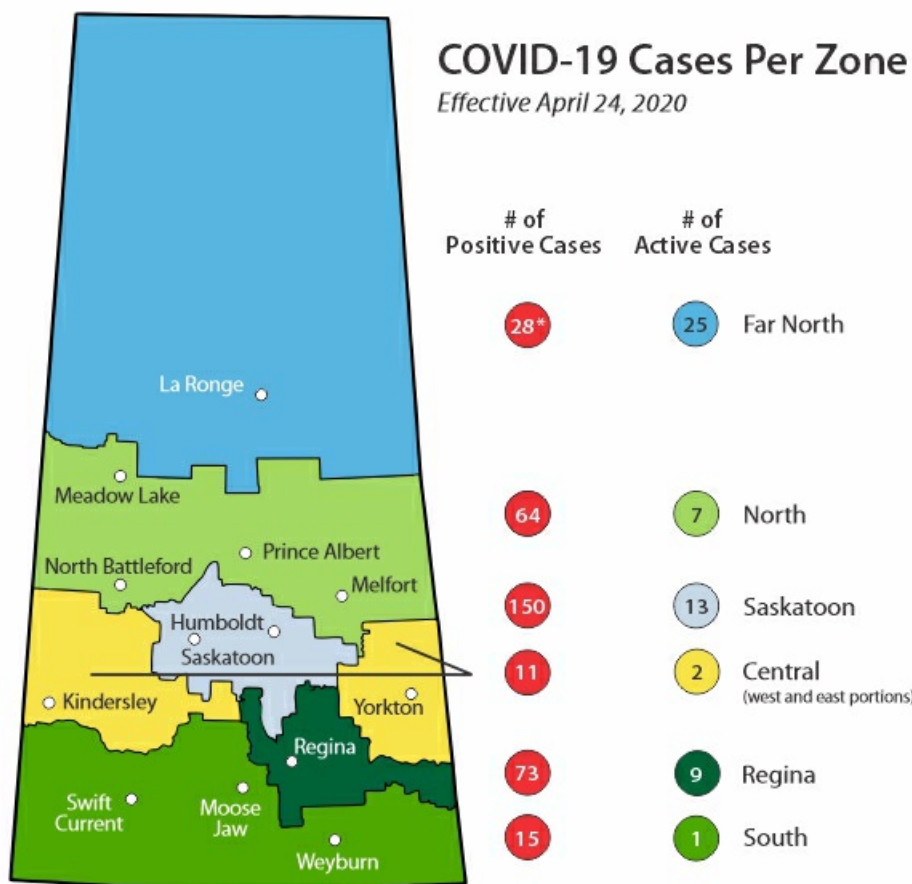 COVID-19 Cases Per Zone
Effective April 24, 2020
# of
Positive Cases
# of
Active Cases
28*
25
Far North
La Ronge
Meadow Lake
64
7
North
Prince Albert
North Battleford
Melfort
150
13
Saskatoon
Humboldt
Saskatoon
11
2
Central
(west and east portions)
Kindersley
Yorkton
Regina
73
9
Regina
Swift
Current
Moose
Jaw
15
1
South
Weyburn